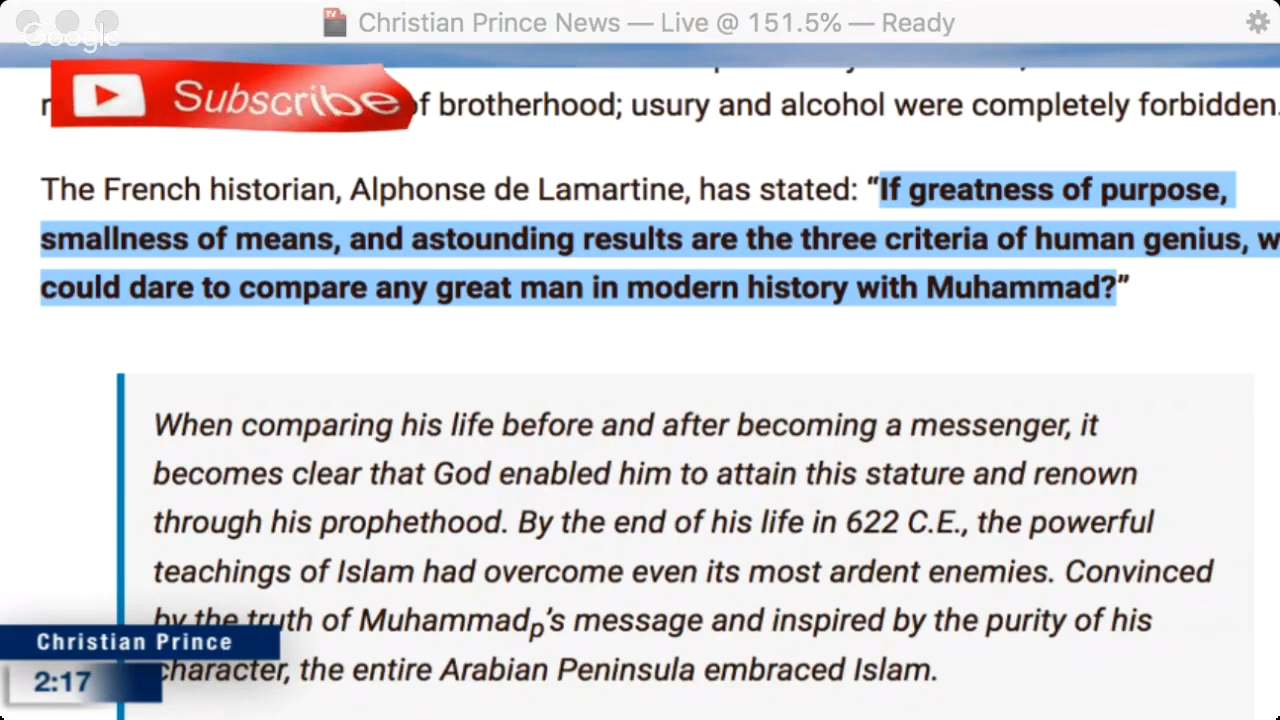 Christian Prince News — Live @ 151.5% — Ready
Google
Subscribe
of brotherhood; usury and alcohol were completely forbidden.
The French historian, Alphonse de Lamartine, has stated: “If greatness of purpose,
smallness of means, and astounding results are the three criteria of human genius, w
could dare to compare any great man in modern history with Muhammad?”
When comparing his life before and after becoming a messenger, it
becomes clear that God enabled him to attain this stature and renown
through his prophethood. By the end of his life in 622 C.E., the powerful
teachings of Islam had overcome even its most ardent enemies. Convinced
by the truth of Muhammadp’s message and inspired by the purity of his
character, the entire Arabian Peninsula embraced Islam.
Christian Prince
2:17